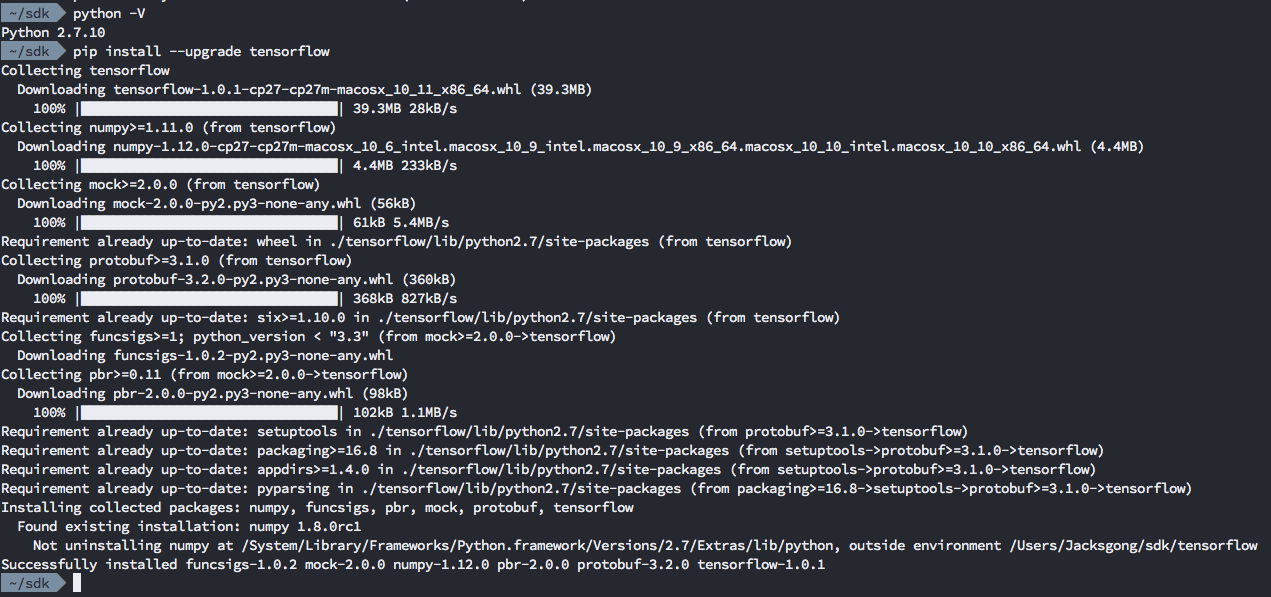 ~/sdk python -V
Python 2.7.10
~/sdk pip install --upgrade tensorflow
Collecting tensorflow
  Downloading tensorflow-1.0.1-cp27-cp27m-macosx_10_11_x86_64.whl (39.3MB)
    100% |████████████████████████████████| 39.3MB 28kB/s
Collecting numpy>=1.11.0 (from tensorflow)
  Downloading numpy-1.12.0-cp27-cp27m-macosx_10_6_intel.macosx_10_9_intel.macosx_10_9_x86_64.macosx_10_10_intel.macosx_10_10_x86_64.whl (4.4MB)
    100% |████████████████████████████████| 4.4MB 233kB/s
Collecting mock>=2.0.0 (from tensorflow)
  Downloading mock-2.0.0-py2.py3-none-any.whl (56kB)
    100% |████████████████████████████████| 61kB 5.4MB/s
Requirement already up-to-date: wheel in ./tensorflow/lib/python2.7/site-packages (from tensorflow)
Collecting protobuf>=3.1.0 (from tensorflow)
  Downloading protobuf-3.2.0-py2.py3-none-any.whl (360kB)
    100% |████████████████████████████████| 368kB 827kB/s
Requirement already up-to-date: six>=1.10.0 in ./tensorflow/lib/python2.7/site-packages (from tensorflow)
Collecting funcsigs>=1; python_version < "3.3" (from mock>=2.0.0->tensorflow)
  Downloading funcsigs-1.0.2-py2.py3-none-any.whl
Collecting pbr>=0.11 (from mock>=2.0.0->tensorflow)
  Downloading pbr-2.0.0-py2.py3-none-any.whl (98kB)
    100% |████████████████████████████████| 102kB 1.1MB/s
Requirement already up-to-date: setuptools in ./tensorflow/lib/python2.7/site-packages (from protobuf>=3.1.0->tensorflow)
Requirement already up-to-date: packaging>=16.8 in ./tensorflow/lib/python2.7/site-packages (from setuptools->protobuf>=3.1.0->tensorflow)
Requirement already up-to-date: appdirs>=1.4.0 in ./tensorflow/lib/python2.7/site-packages (from setuptools->protobuf>=3.1.0->tensorflow)
Requirement already up-to-date: pyparsing in ./tensorflow/lib/python2.7/site-packages (from packaging>=16.8->setuptools->protobuf>=3.1.0->tensorflow)
Installing collected packages: numpy, funcsigs, pbr, mock, protobuf, tensorflow
  Found existing installation: numpy 1.8.0rc1
    Not uninstalling numpy at /System/Library/Frameworks/Python.framework/Versions/2.7/Extras/lib/python, outside environment /Users/Jacksgong/sdk/tensorflow
Successfully installed funcsigs-1.0.2 mock-2.0.0 numpy-1.12.0 pbr-2.0.0 protobuf-3.2.0 tensorflow-1.0.1
~/sdk